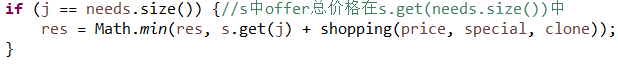 if (j == needs.size()) {//s中offer总价格在s.get(needs.size())中
res = Math.min(res, s.get(j) + shopping(price, special, clone));
}